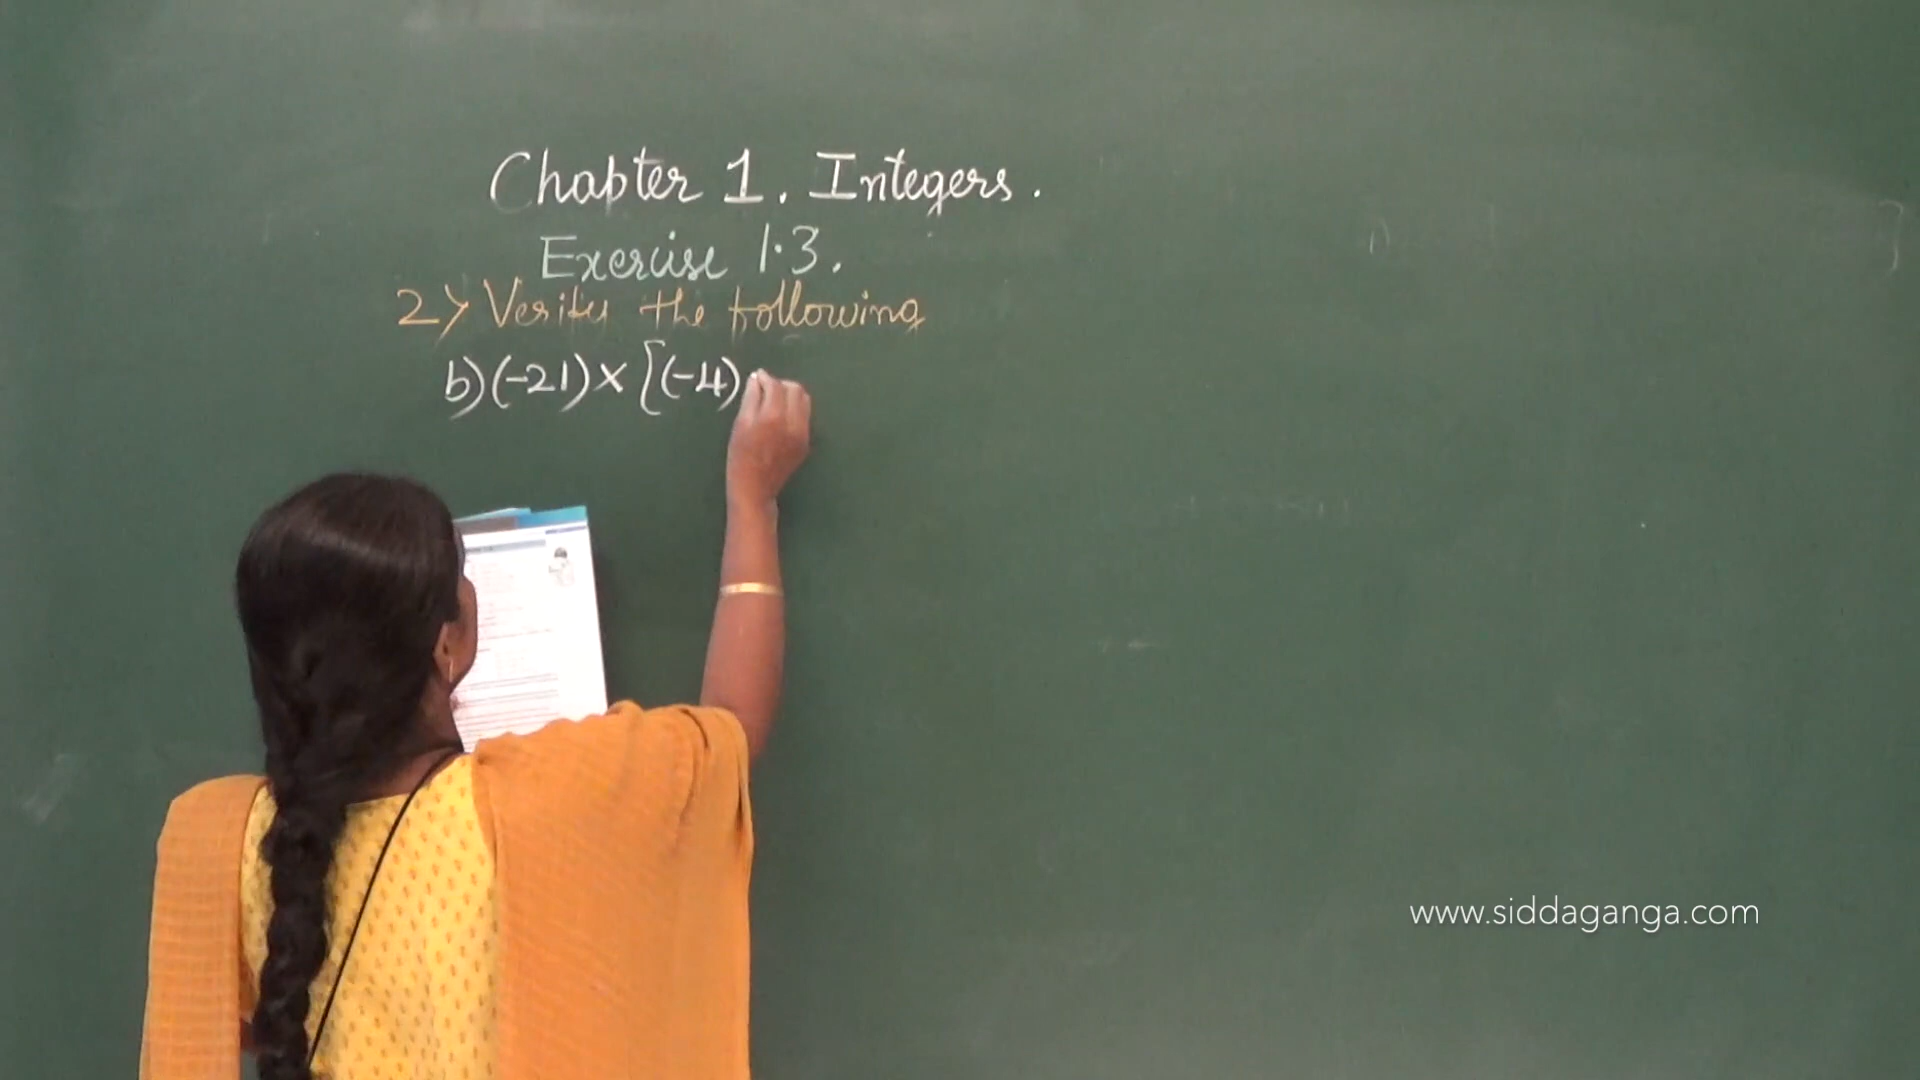 Chapter 1. Integers.
Exercise 1.3.
2) Verify the following
b) (-21) × [(-4)
www.siddaganga.com